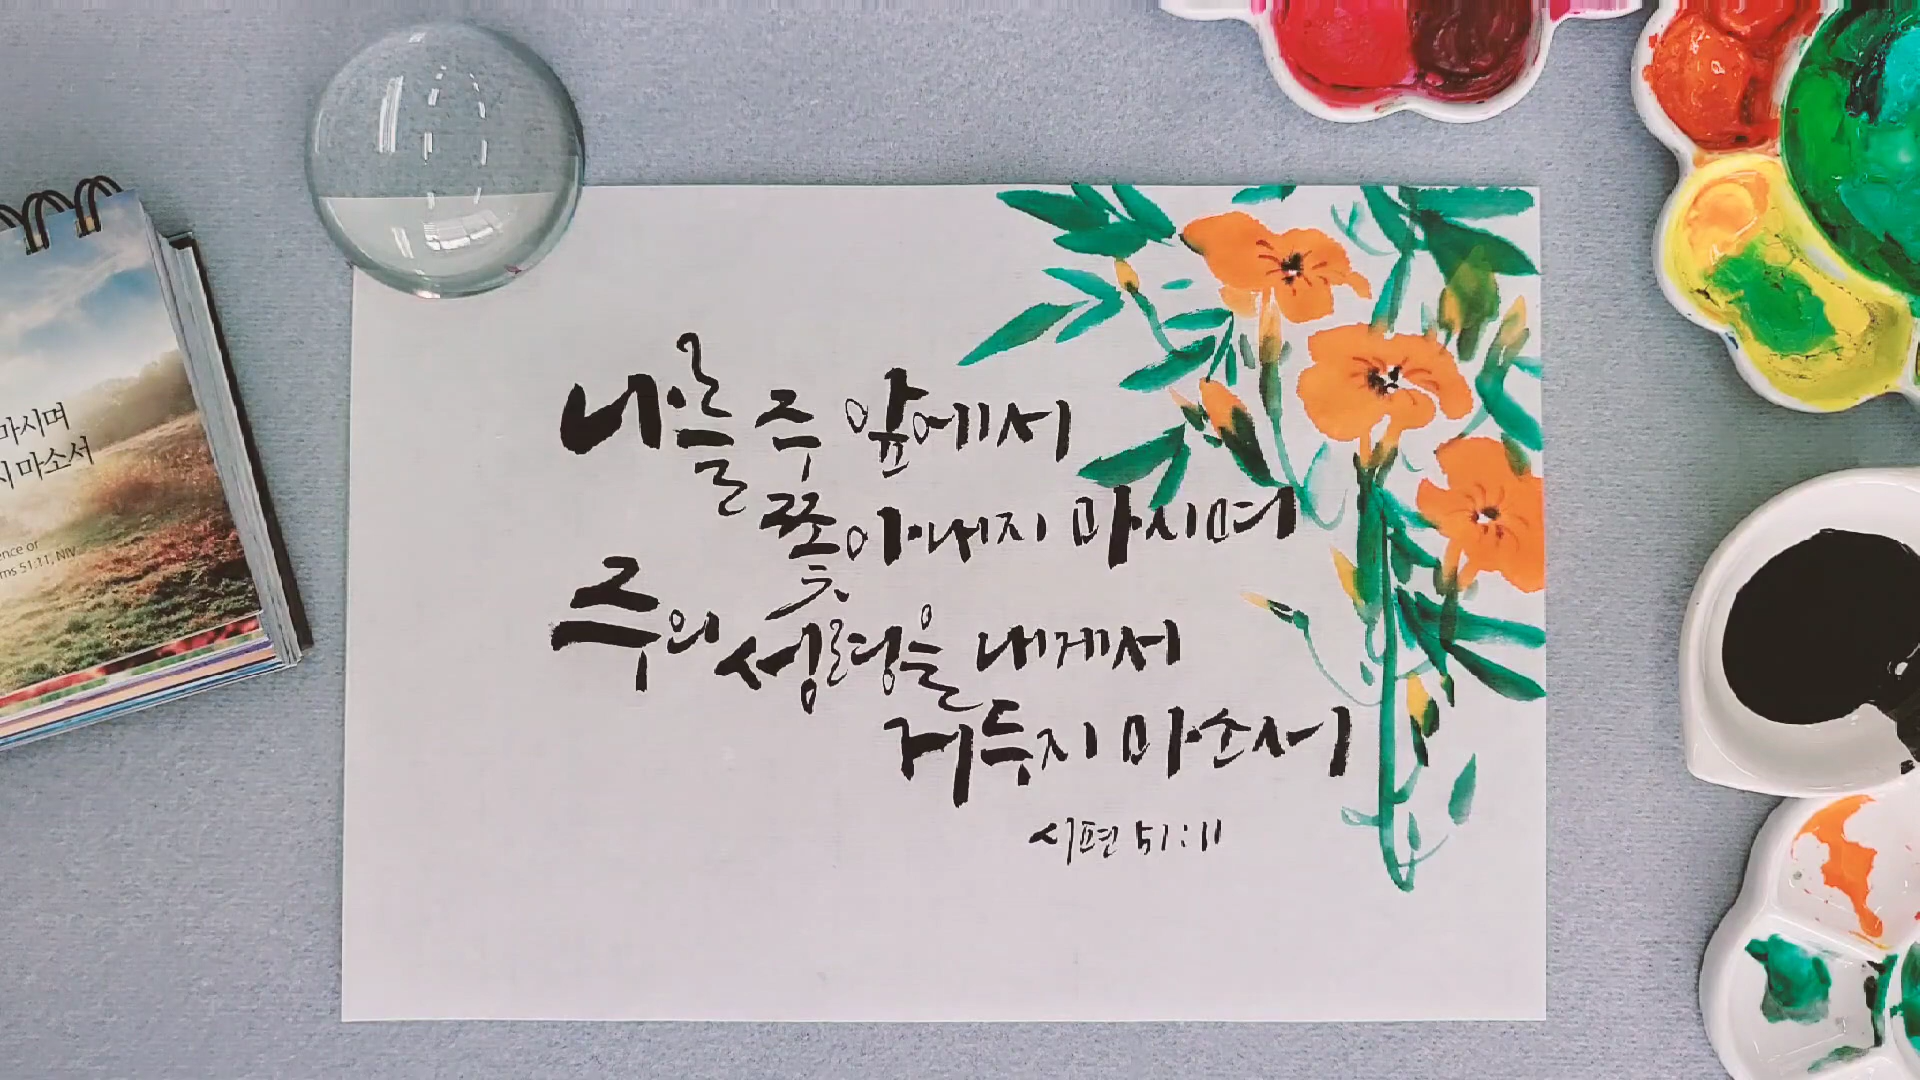 나를 주 앞에서
쫓아내지 마시며
주의 성령을 내게서
거두지 마소서
시편 51:11
마시며
지 마소서
ence or
ms 51:11, NIV